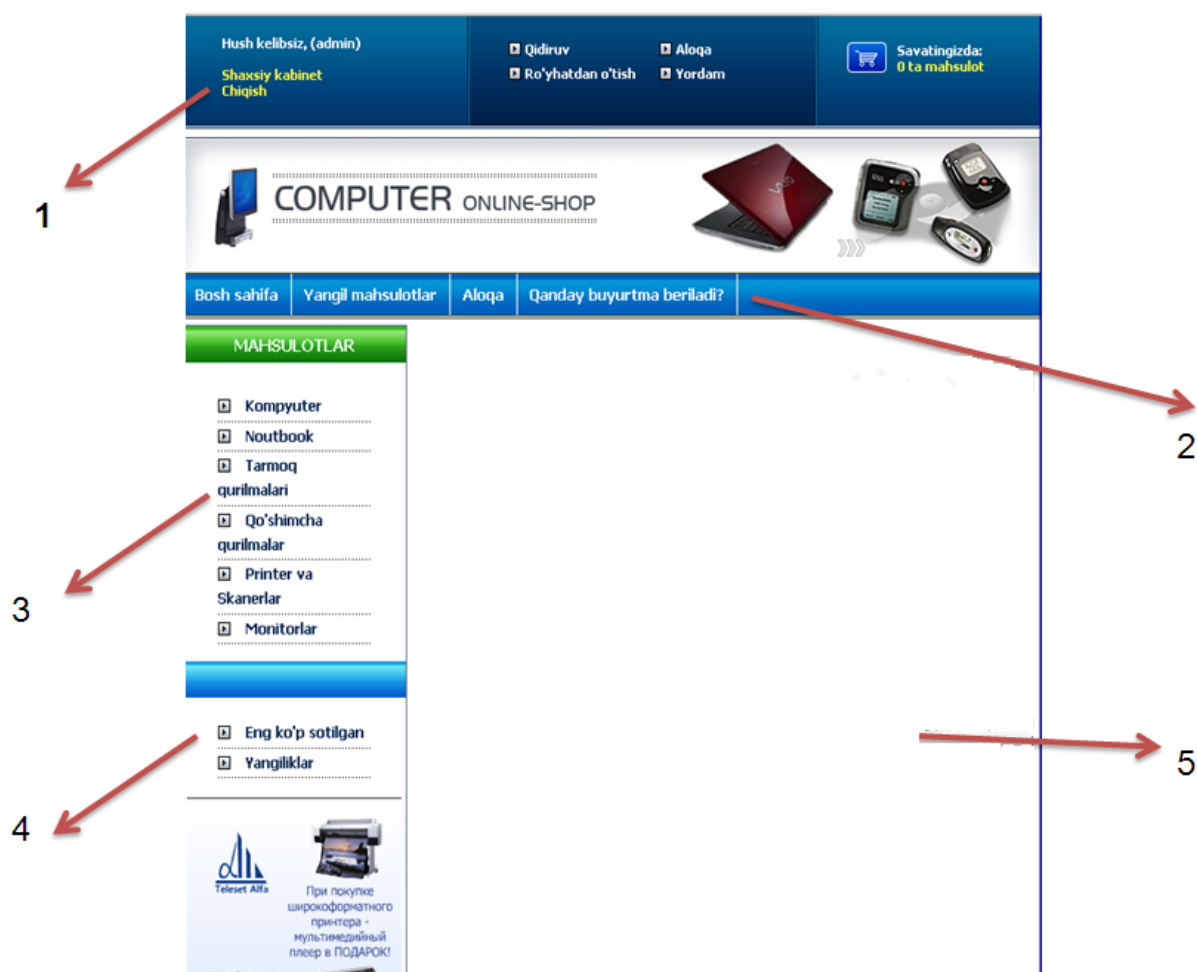 Hush kelibsiz, (admin)
Shaxsiy kabinet
Chiqish
Qidiruv
Aloqa
Ro'yhatdan o'tish
Yordam
Savatingizda:
0 ta mahsulot
1
COMPUTER ONLINE-SHOP
VAIO
Bosh sahifa
Yangil mahsulotlar
Aloqa
Qanday buyurtma beriladi?
2
MAHSULOTLAR
Kompyuter
Noutbook
Tarmoq
qurilmalari
Qo'shimcha
qurilmalar
Printer va
Skanerlar
Monitorlar
3
Eng ko'p sotilgan
Yangiliklar
4
5
Teleset Alfa
При покупке
широкоформатного
принтера -
мультимедийный
плеер в ПОДАРОК!